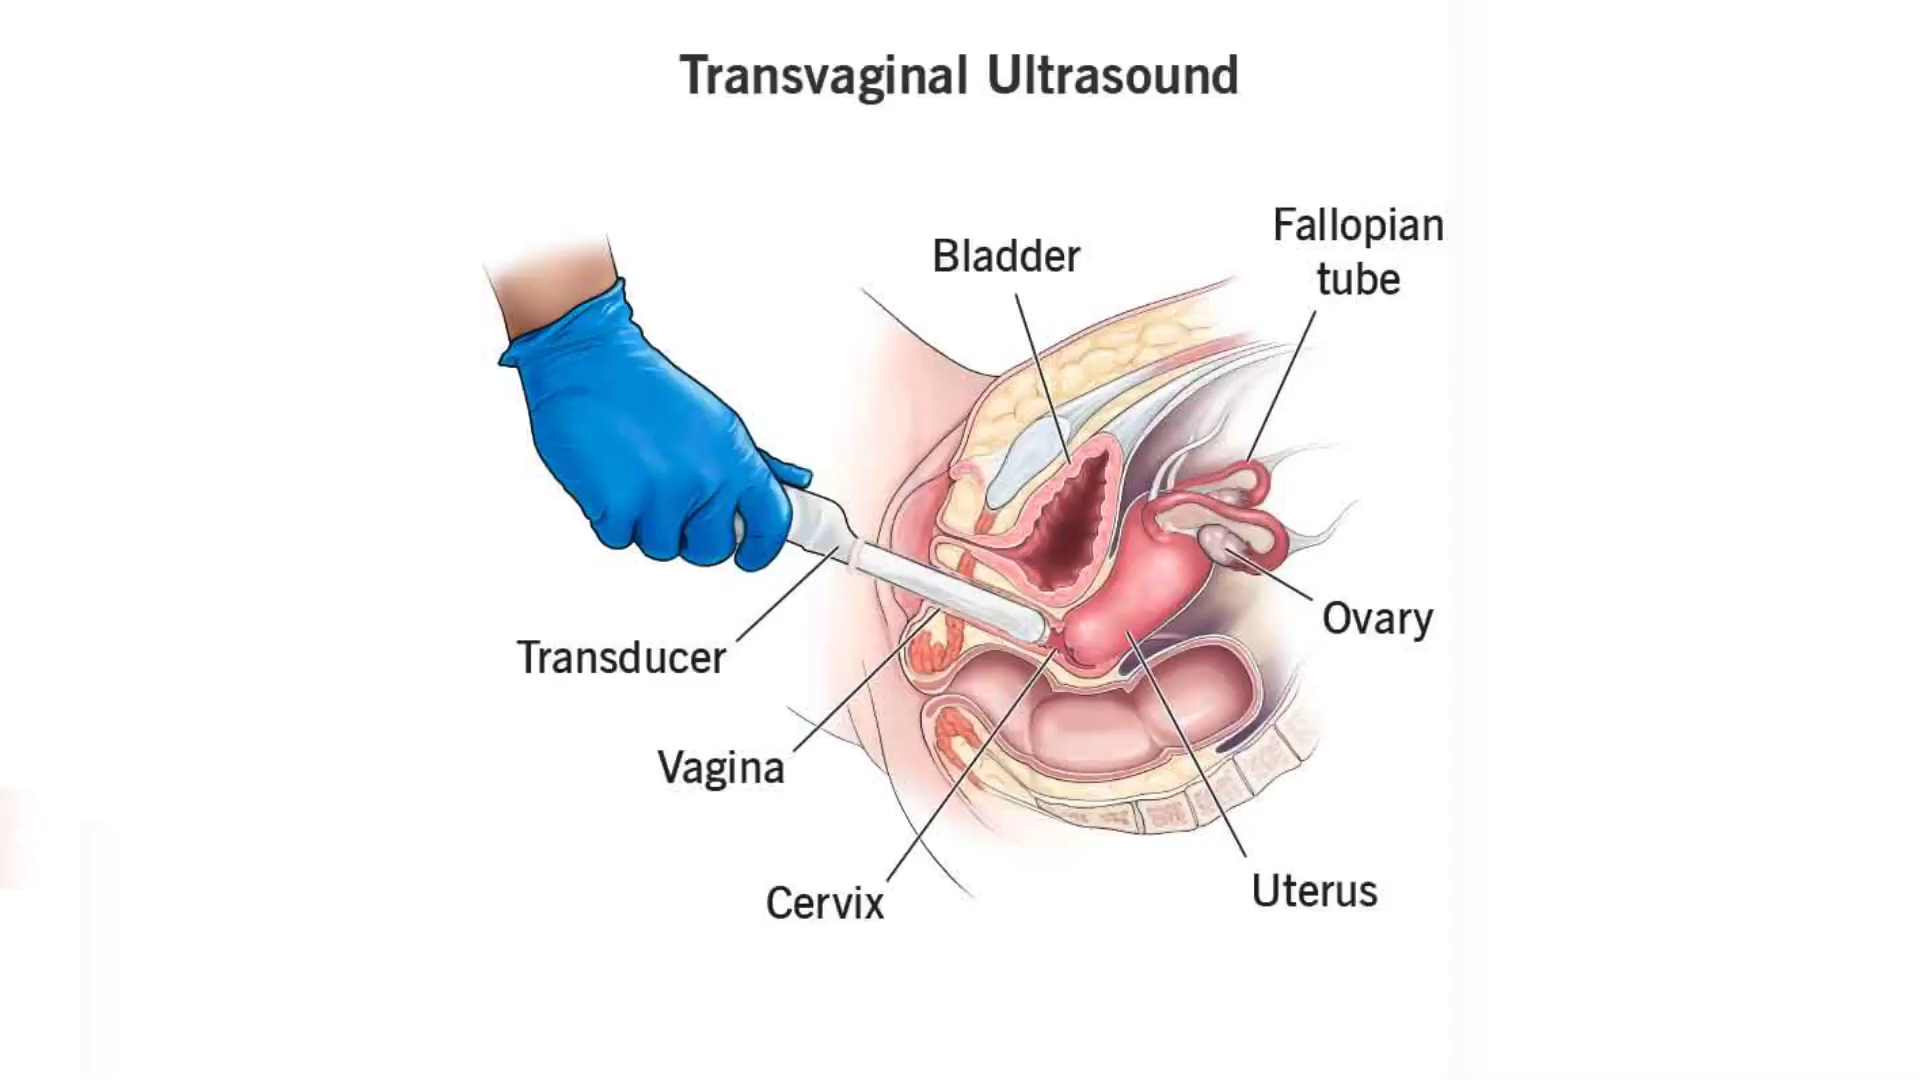 Transvaginal Ultrasound
Fallopian
tube
Bladder
Ovary
Transducer
Vagina
Uterus
Cervix